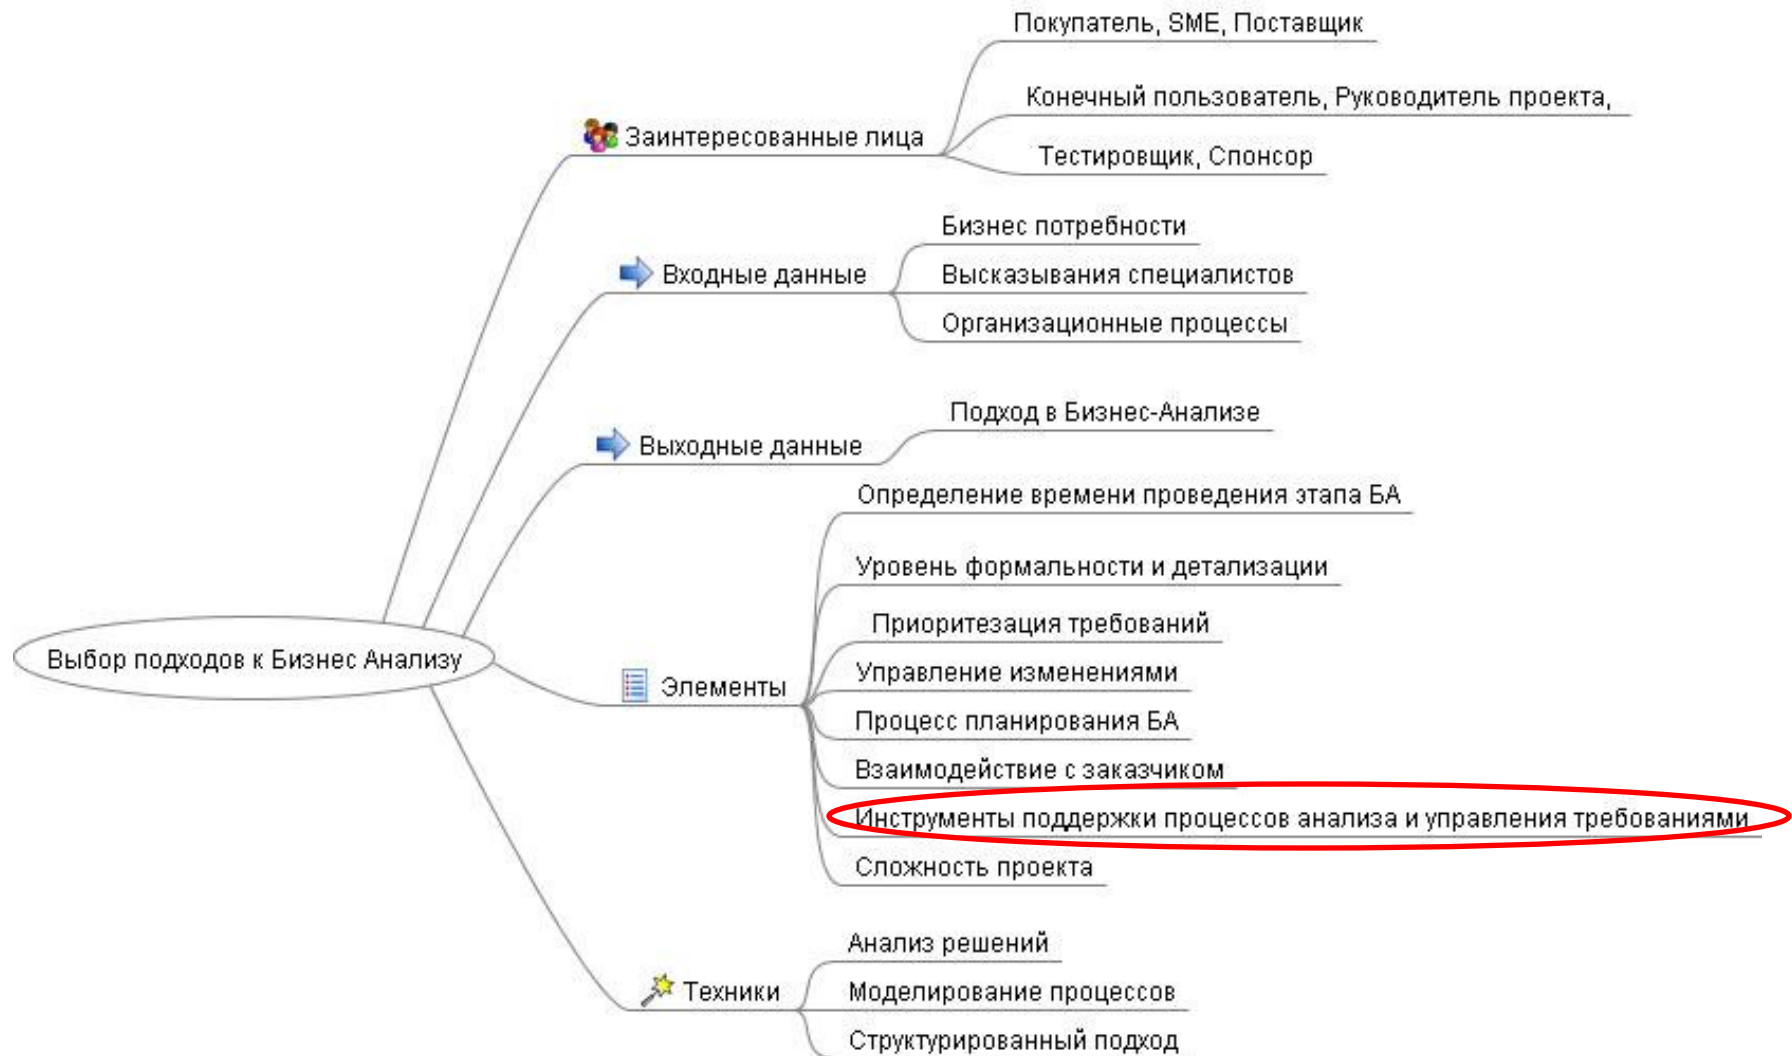 Покупатель, SME, Поставщик
Конечный пользователь, Руководитель проекта,
Заинтересованные лица
Тестировщик, Спонсор
Бизнес потребности
Входные данные
Высказывания специалистов
Организационные процессы
Подход в Бизнес-Анализе
Выходные данные
Определение времени проведения этапа БА
Уровень формальности и детализации
Приоритезация требований
Выбор подходов к Бизнес Анализу
Управление изменениями
Элементы
Процесс планирования БА
Взаимодействие с заказчиком
Инструменты поддержки процессов анализа и управления требованиями
Сложность проекта
Анализ решений
Техники
Моделирование процессов
Структурированный подход